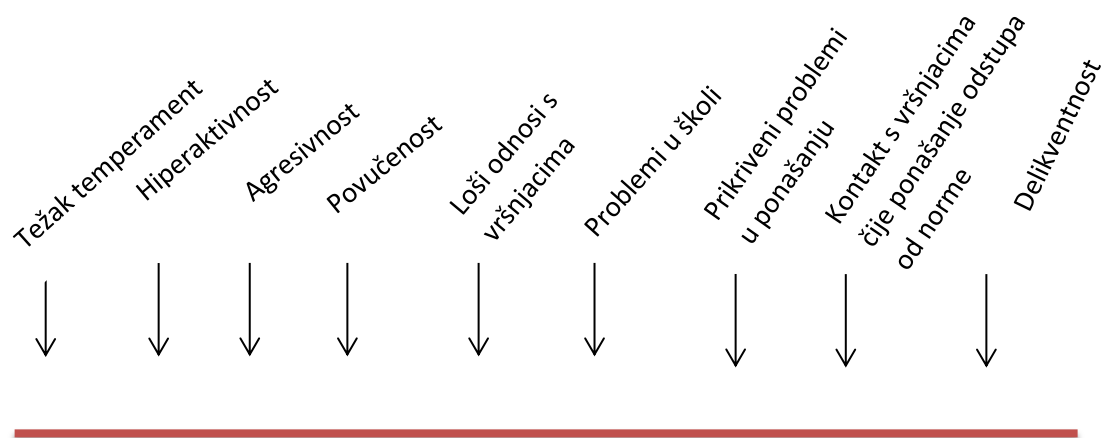 Težak temperament
Hiperaktivnost
Agresivnost
Povučenost
Loši odnosi s
vršnjacima
Problemi u školi
Prikriveni problemi
u ponašanju
Kontakt s vršnjacima
čije ponašanje odstupa
od norme
Delikventnost